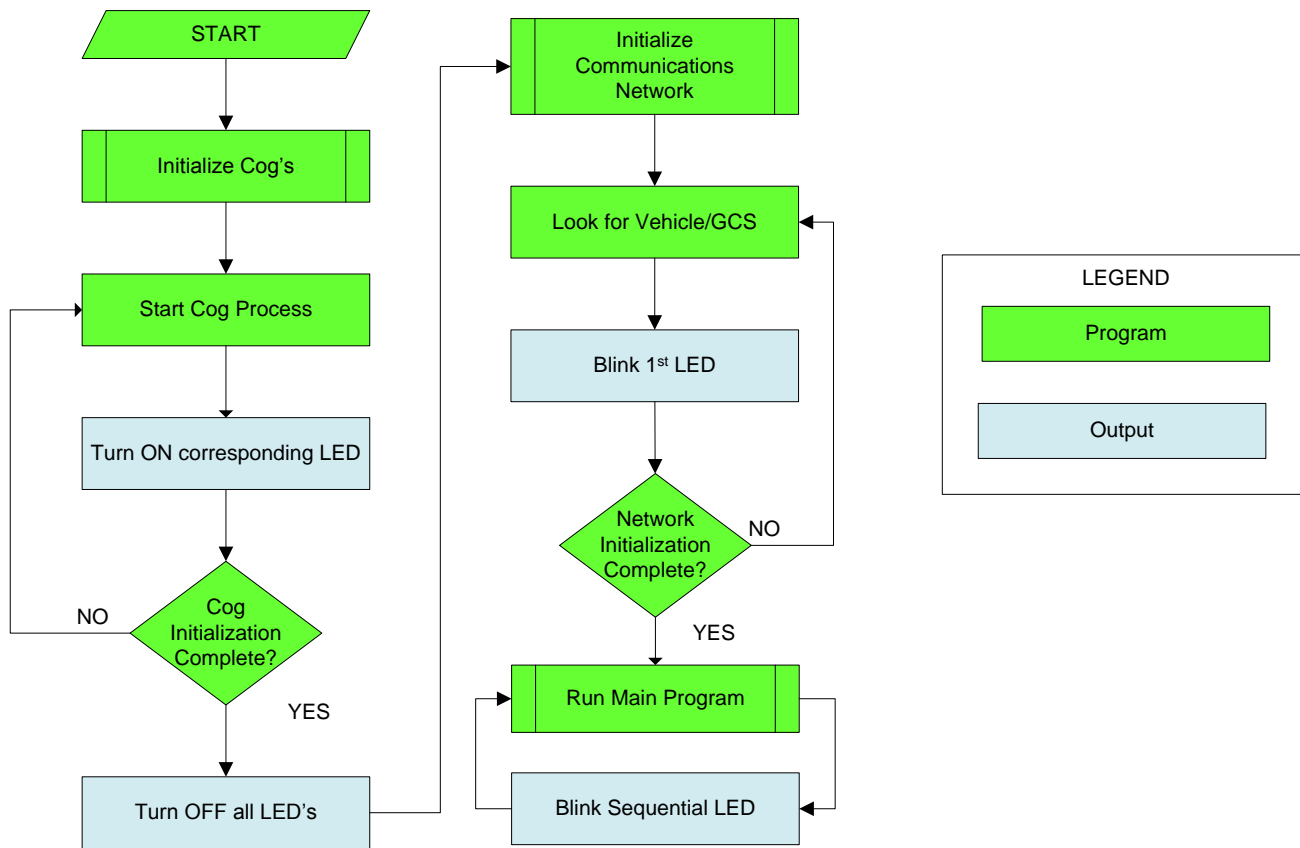 START
Initialize Cog's
Start Cog Process
Turn ON corresponding LED
NO
Cog
Initialization
Complete?
YES
Turn OFF all LED's
Initialize
Communications
Network
Look for Vehicle/GCS
Blink 1st LED
Network
Initialization
Complete?
NO
YES
Run Main Program
Blink Sequential LED
LEGEND
Program
Output